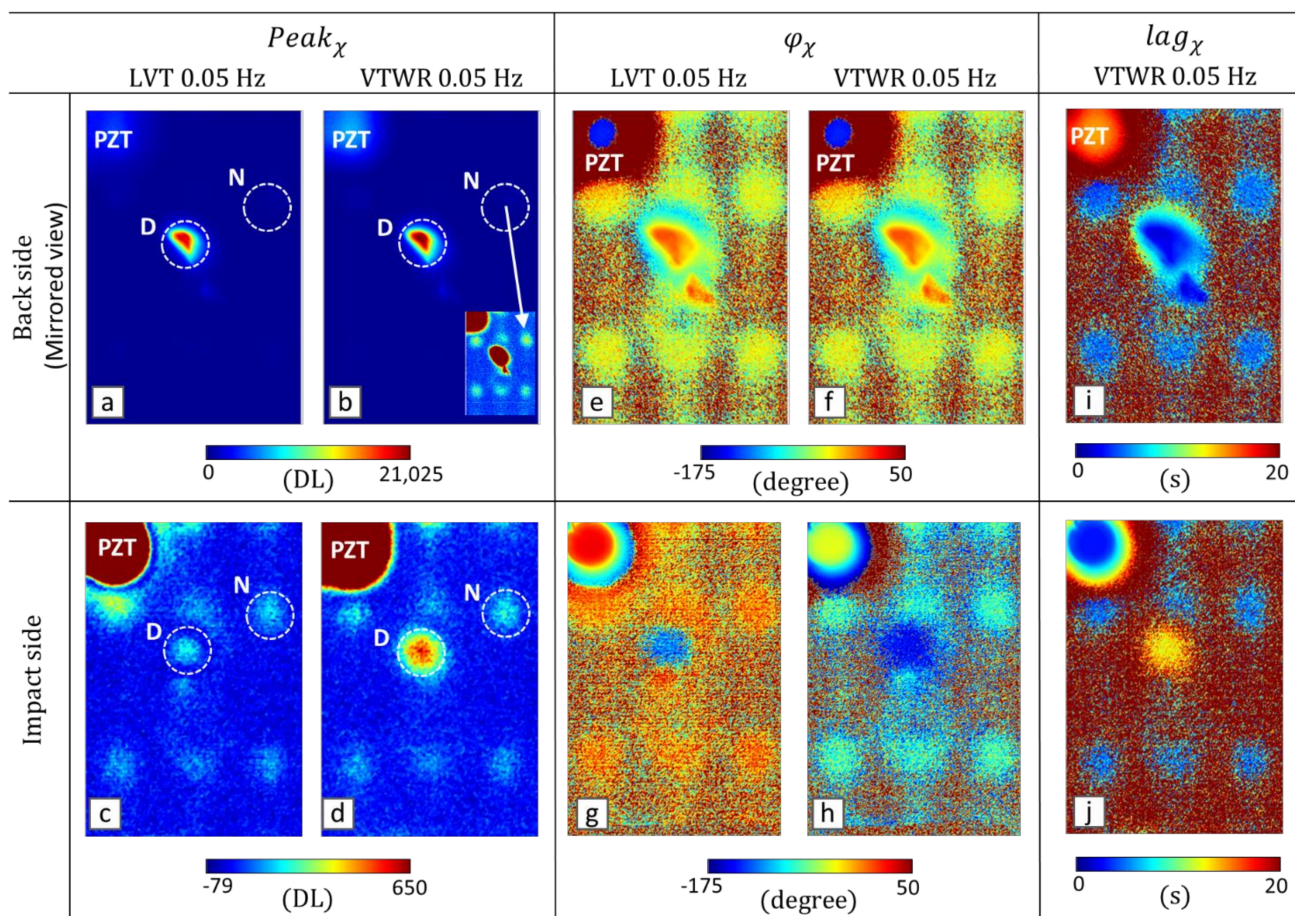 Peakχ φχ lagχ
LVT 0.05 Hz VTWR 0.05 Hz LVT 0.05 Hz VTWR 0.05 Hz VTWR 0.05 Hz
Back side
(Mirrored view)
PZT PZT PZT PZT PZT
N N
D D
a b e f i
0 21,025 -175 50 0 20
(DL) (degree) (s)
Impact side
PZT PZT
N N
D D
c d g h j
-79 650 -175 50 0 20
(DL) (degree) (s)